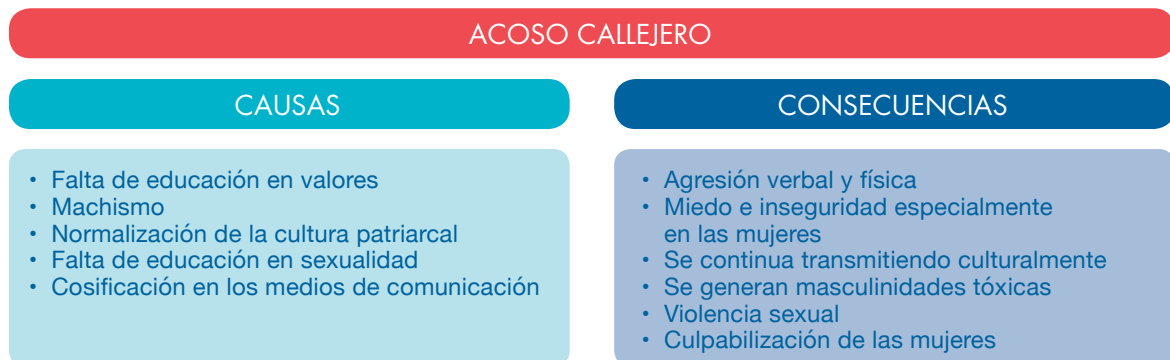 ACOSO CALLEJERO
CAUSAS
• Falta de educación en valores
• Machismo
• Normalización de la cultura patriarcal
• Falta de educación en sexualidad
• Cosificación en los medios de comunicación
CONSECUENCIAS
• Agresión verbal y física
• Miedo e inseguridad especialmente
en las mujeres
• Se continua transmitiendo culturalmente
• Se generan masculinidades tóxicas
• Violencia sexual
• Culpabilización de las mujeres